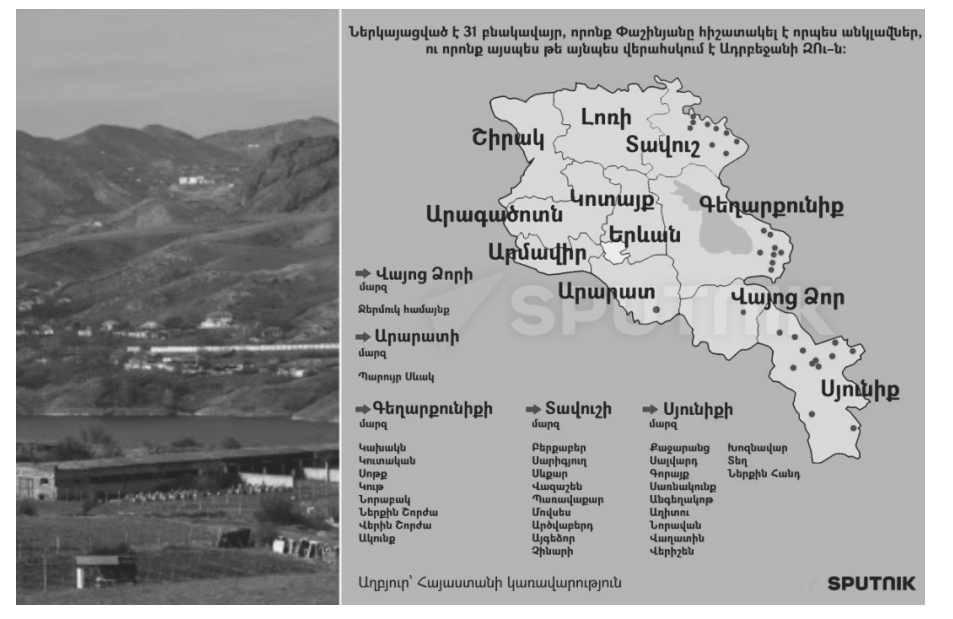 Ներկայացված է 31 բնակավայր, որոնք Փաշինյանը հիշատակել է որպես անկլավներ,
ու որոնք այսպես թե այնպես վերահսկում է Ադրբեջանի ԶՈւ-ն:
Լոռի
Շիրակ
Տավուշ
Կոտայք
Գեղարքունիք
Արագածոտն
Երևան
Արմավիր
Արարատ
Վայոց Ձոր
Սյունիք
SPUTNIK
Վայոց Ձորի
մարզ
Ջերմուկ համայնք
Արարատի
մարզ
Պարույր Սևակ
Գեղարքունիքի
մարզ
Կախակն
Կուտական
Սոթք
Կութ
Նորաբակ
Ներքին Շորժա
Վերին Շորժա
Ակունք
Տավուշի
մարզ
Բերքաբեր
Սարիգյուղ
Սևքար
Վազաշեն
Պառավաքար
Մովսես
Արծվաբերդ
Այգեձոր
Չինարի
Սյունիքի
մարզ
Քաջարանց
Սալվարդ
Գորայք
Սառնակունք
Անգեղակոթ
Աղիտու
Նորավան
Վաղատին
Վերիշեն
Խոզնավար
Տեղ
Ներքին Հանդ
Աղբյուր՝ Հայաստանի կառավարություն
SPUTNIK